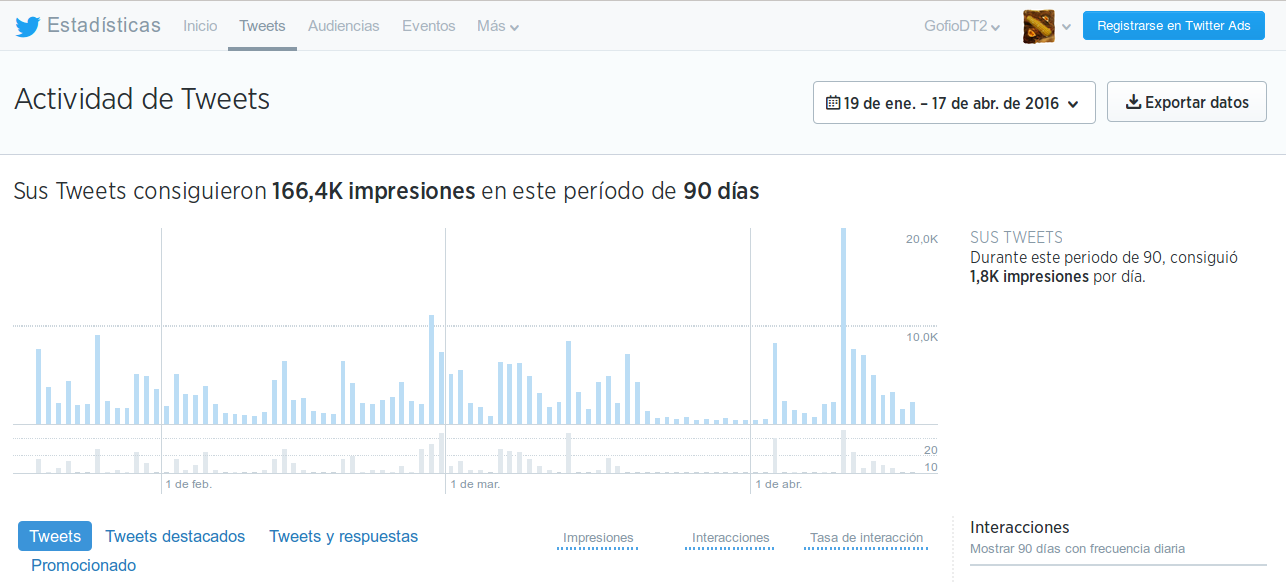 Estadísticas Inicio Tweets Audiencias Eventos Más GofioDT2 Registrarse en Twitter Ads
Actividad de Tweets
19 de ene. – 17 de abr. de 2016 Exportar datos
Sus Tweets consiguieron 166,4K impresiones en este período de 90 días
20,0K
SUS TWEETS
Durante este periodo de 90, consiguió
1,8K impresiones por día.
10,0K
20
10
1 de feb. 1 de mar. 1 de abr.
Tweets Tweets destacados Tweets y respuestas
Promocionado
Impresiones Interacciones Tasa de interacción
Interacciones
Mostrar 90 días con frecuencia diaria